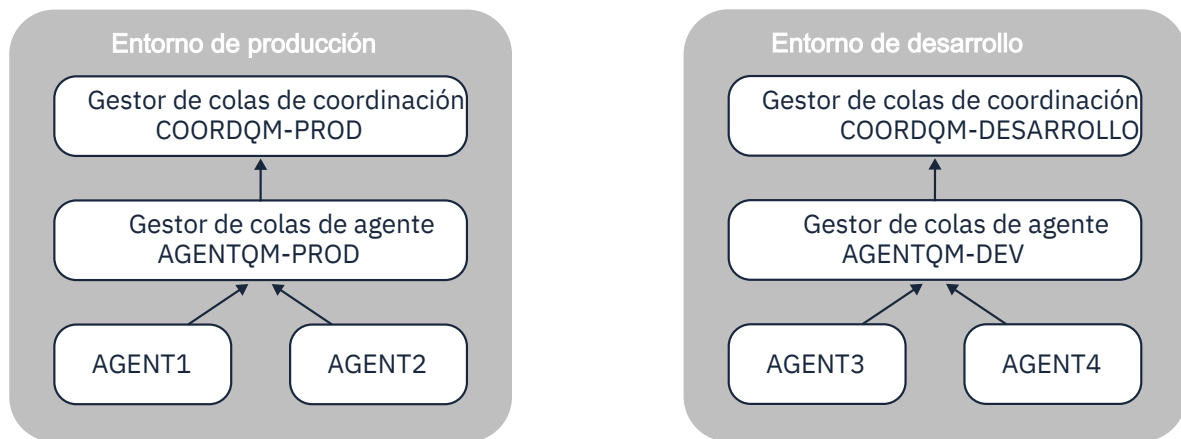 Entorno de producción
Gestor de colas de coordinación
COORDQM-PROD
Gestor de colas de agente
AGENTQM-PROD
AGENT1
AGENT2
Entorno de desarrollo
Gestor de colas de coordinación
COORDQM-DESARROLLO
Gestor de colas de agente
AGENTQM-DEV
AGENT3
AGENT4